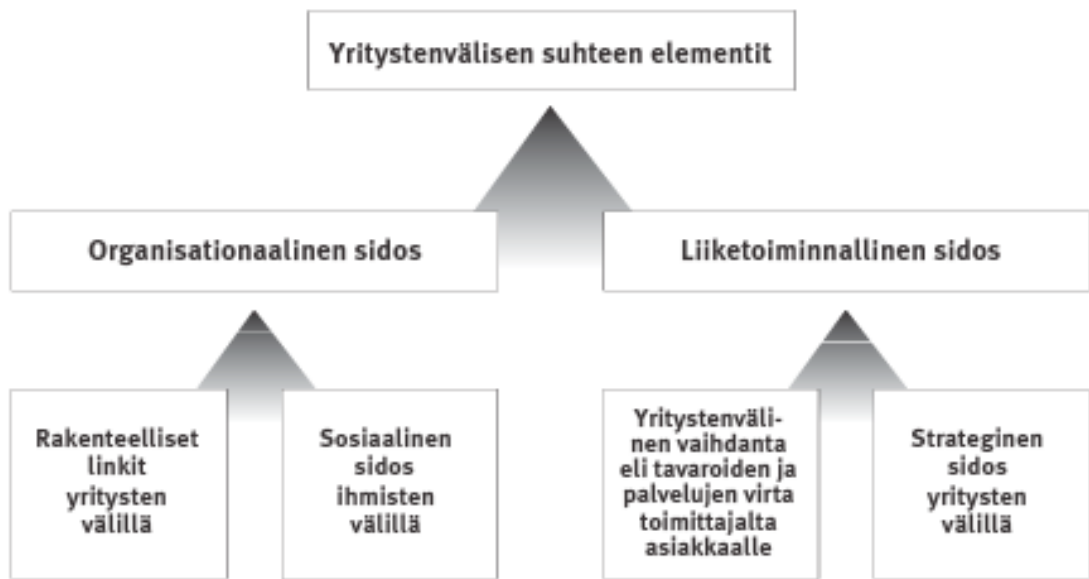 Yritystenvälisen suhteen elementit
Organisationaalinen sidos
Liiketoiminnallinen sidos
Rakenteelliset
linkit
yritysten
välillä
Sosiaalinen
sidos
ihmisten
välillä
Yritystenväli-
nen vaihdanta
eli tavaroiden ja
palvelujen virta
toimittajalta
asiakkaalle
Strateginen
sidos
yritysten
välillä